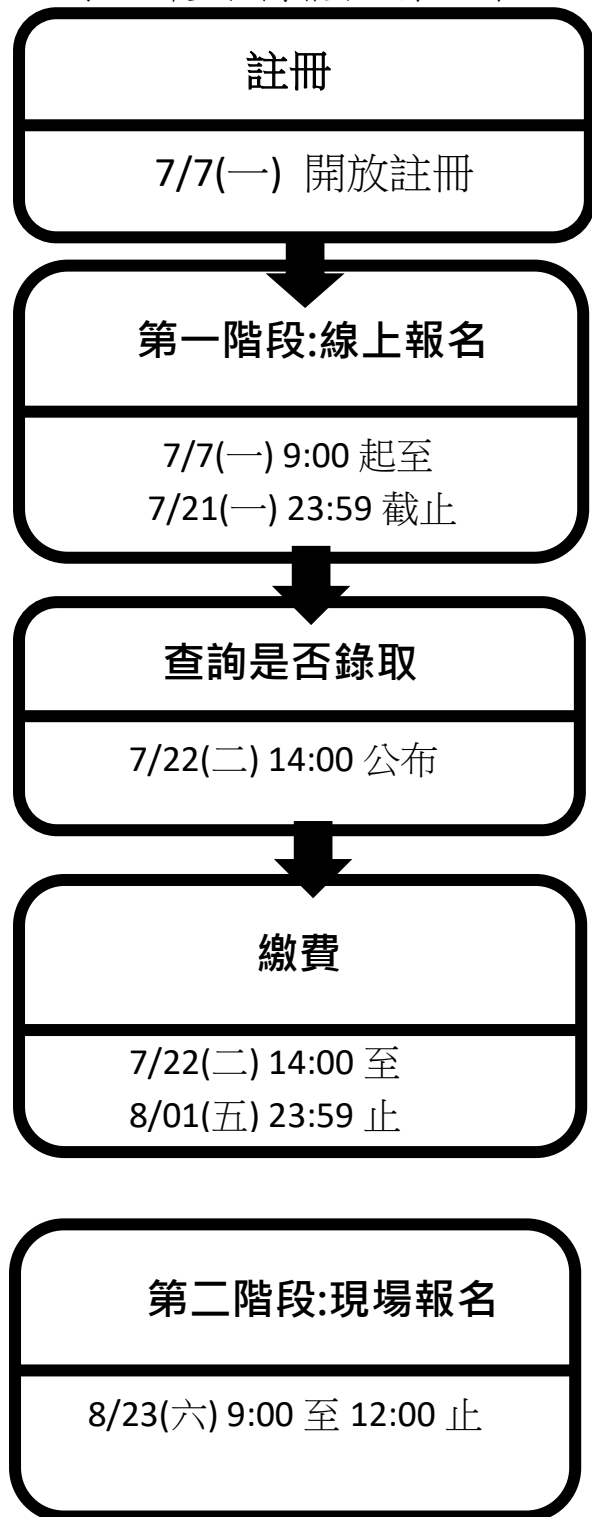 註冊
7/7(一) 開放註冊
第一階段:線上報名
7/7(一) 9:00 起至
7/21(一) 23:59 截止
查詢是否錄取
7/22(二) 14:00 公布
繳費
7/22(二) 14:00 至
8/01(五) 23:59 止
第二階段:現場報名
8/23(六) 9:00 至 12:00 止